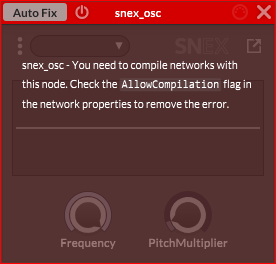 Auto Fix
snex_osc
SNEX
snex_osc - You need to compile networks with
this node. Check the AllowCompilation flag in
the network properties to remove the error.
Frequency
PitchMultiplier